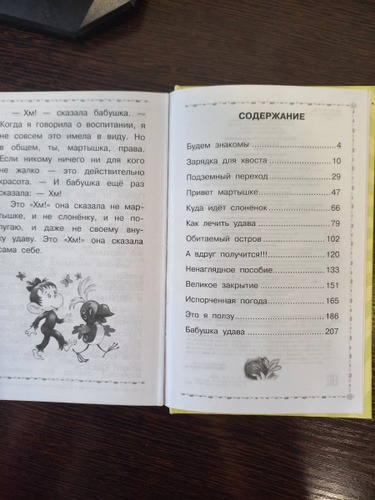 — Хм! — сказала бабушка. —
Когда я говорила о воспитании, я
не совсем это имела в виду. Но
в общем, ты, мартышка, права.
Если никому ничего ни для кого
не жалко — это действительно
красота. — И бабушка ещё раз
сказала: — Хм!
Это «Хм!» она сказала не мар-
тышке, и не слонёнку, и не по-
пугаю, и даже не своему вну-
ку удаву. Это «Хм!» она сказала
сама себе.
СОДЕРЖАНИЕ
Будем знакомы 4
Зарядка для хвоста 10
Подземный переход 29
Привет мартышке 47
Куда идёт слонёнок 66
Как лечить удава 79
Обитаемый остров 102
А вдруг получится!!! 120
Ненаглядное пособие 133
Великое закрытие 151
Испорченная погода 165
Это я ползу 186
Бабушка удава 207